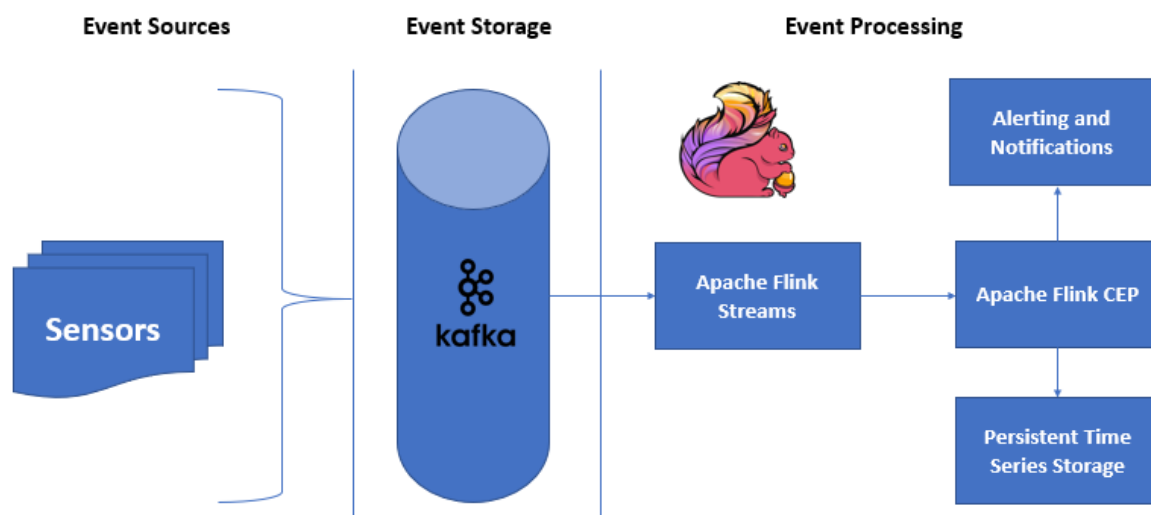 Event Sources
Event Storage
Event Processing
Sensors
kafka
Apache Flink
Streams
Alerting and
Notifications
Apache Flink CEP
Persistent Time
Series Storage